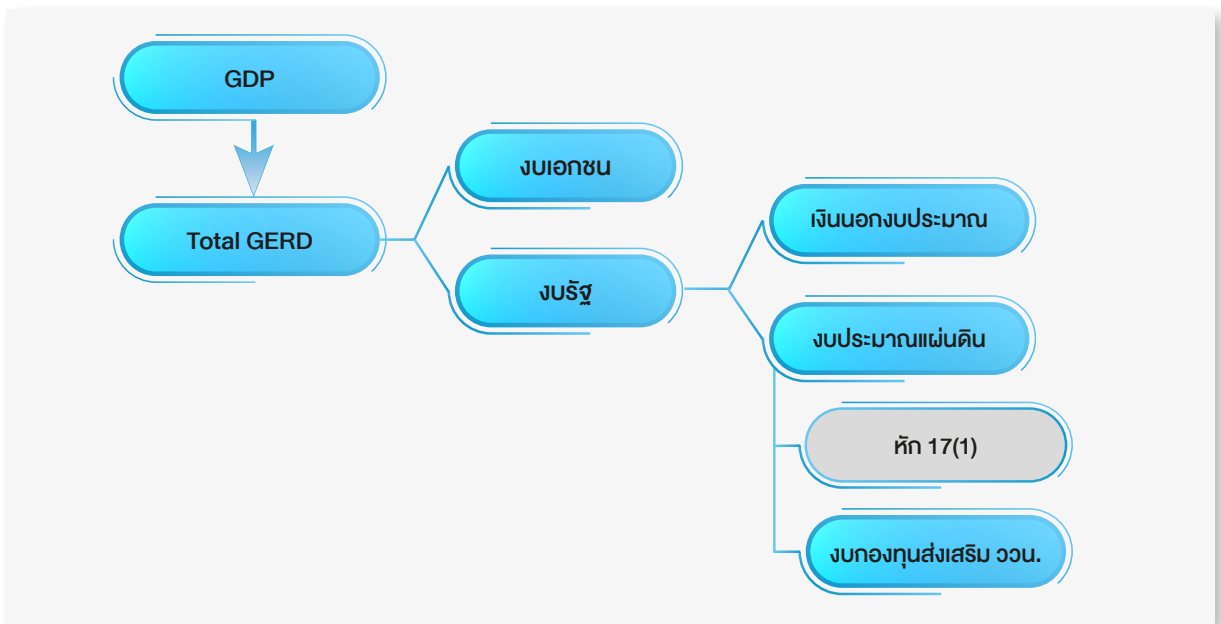 GDP
งบเอกชน
Total GERD
เงินนอกงบประมาณ
งบรัฐ
งบประมาณแผ่นดิน
หัก 17(1)
งบกองทุนส่งเสริม ววน.